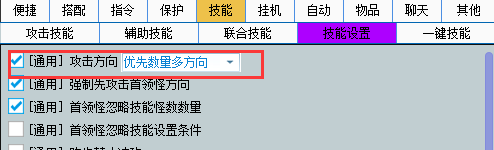 便捷 搭配 指令 保护 技能 挂机 自动 物品 聊天 其他
攻击技能 辅助技能 联合技能 技能设置 一键技能
[通用] 攻击方向 优先数量多方向
[通用] 强制先攻击首领怪方向
[通用] 首领怪忽略技能怪数数量
[通用] 首领怪忽略技能设置条件